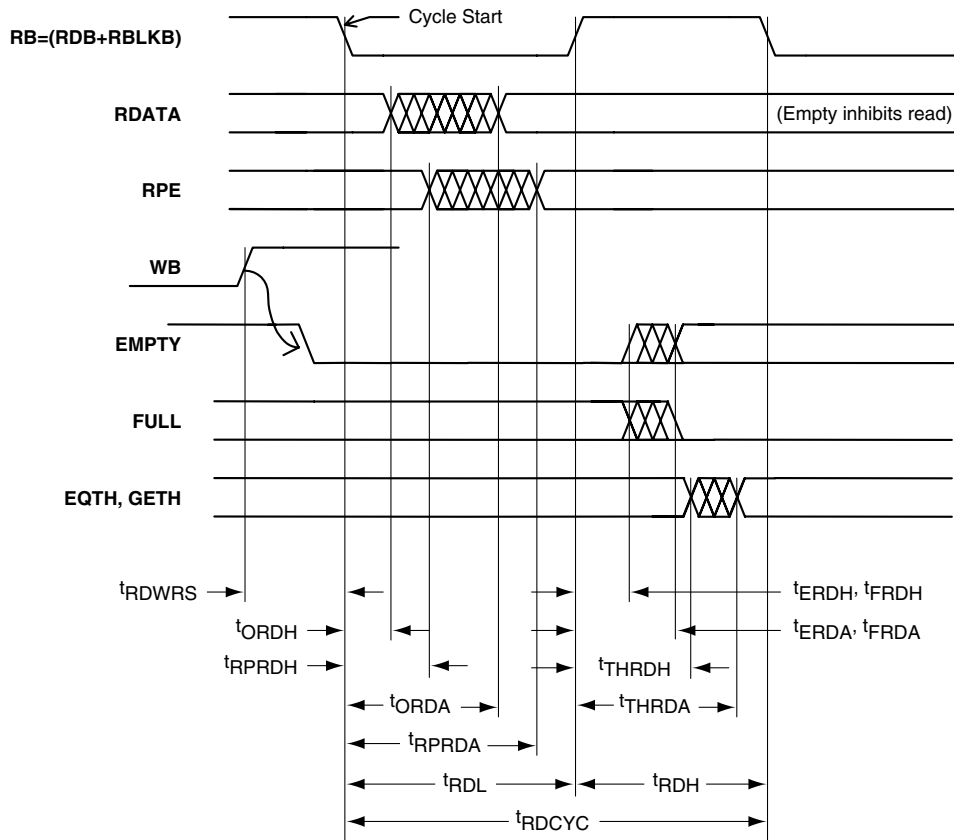 Cycle Start
RB=(RDB+RBLKB)
RDATA
(Empty inhibits read)
RPE
WB
EMPTY
FULL
EQTH, GETH
tRDWRS
tERDH, tFRDH
tORDH
tERDA, tFRDA
tRPRDH
tTHRDH
tORDA
tTHRDA
tRPRDA
tRDL
tRDH
tRDCYC